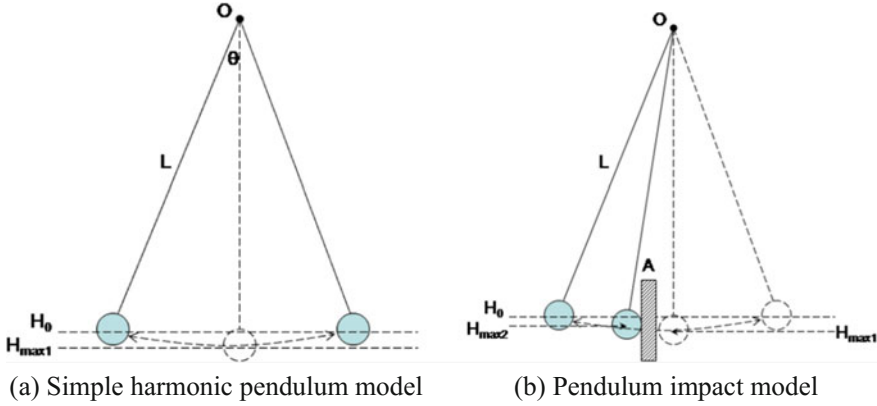 O
θ
L
H0
Hmax1
(a) Simple harmonic pendulum model
O
L
A
H0
Hmax2
Hmax1
(b) Pendulum impact model